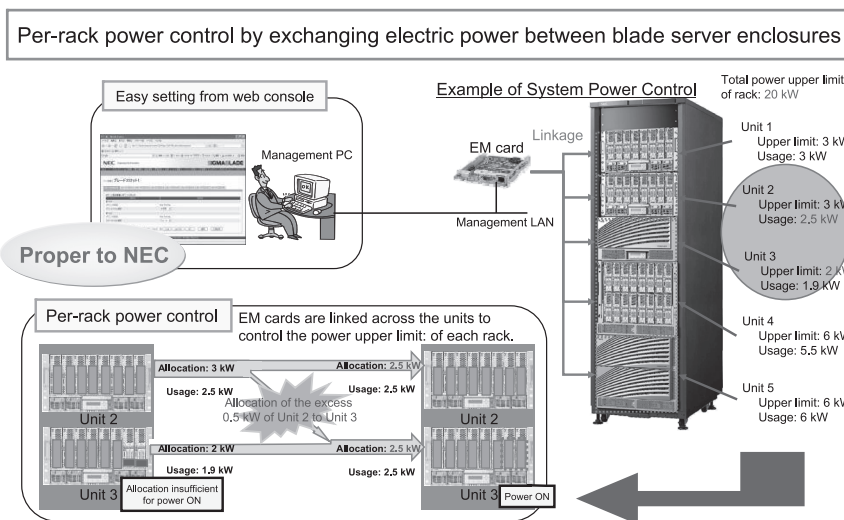 Per-rack power control by exchanging electric power between blade server enclosures
Easy setting from web console
NEC
SIGMABLADE
Management PC
Proper to NEC
Example of System Power Control
Linkage
EM card
Management LAN
Total power upper limit
of rack: 20 kW
Unit 1
Upper limit: 3 kW
Usage: 3 kW
Unit 2
Upper limit: 3 kW
Usage: 2.5 kW
Unit 3
Upper limit: 2 kW
Usage: 1.9 kW
Unit 4
Upper limit: 6 kW
Usage: 5.5 kW
Unit 5
Upper limit: 6 kW
Usage: 6 kW
Per-rack power control
EM cards are linked across the units to
control the power upper limit: of each rack.
Allocation: 3 kW
Allocation: 2.5 kW
Usage: 2.5 kW
Usage: 2.5 kW
Allocation of the excess
0.5 kW of Unit 2 to Unit 3
Unit 2
Unit 2
Allocation: 2 kW
Allocation: 2.5 kW
Usage: 1.9 kW
Usage: 2.5 kW
Unit 3
Allocation insufficient
for power ON
Unit 3
Power ON